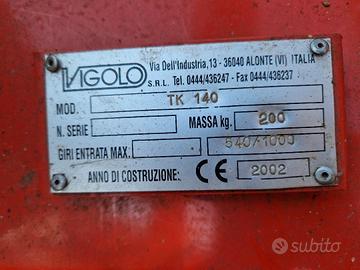 VIGOLO
S.R.L.
Via Dell'Industria,13 - 36040 ALONTE (VI) ITALIA
Tel. 0444/436247 - Fax 0444/436237
MOD. TK 140
N. SERIE MASSA kg. 200
GIRI ENTRATA MAX. 540/1000
ANNO DI COSTRUZIONE: CE 2002
subito